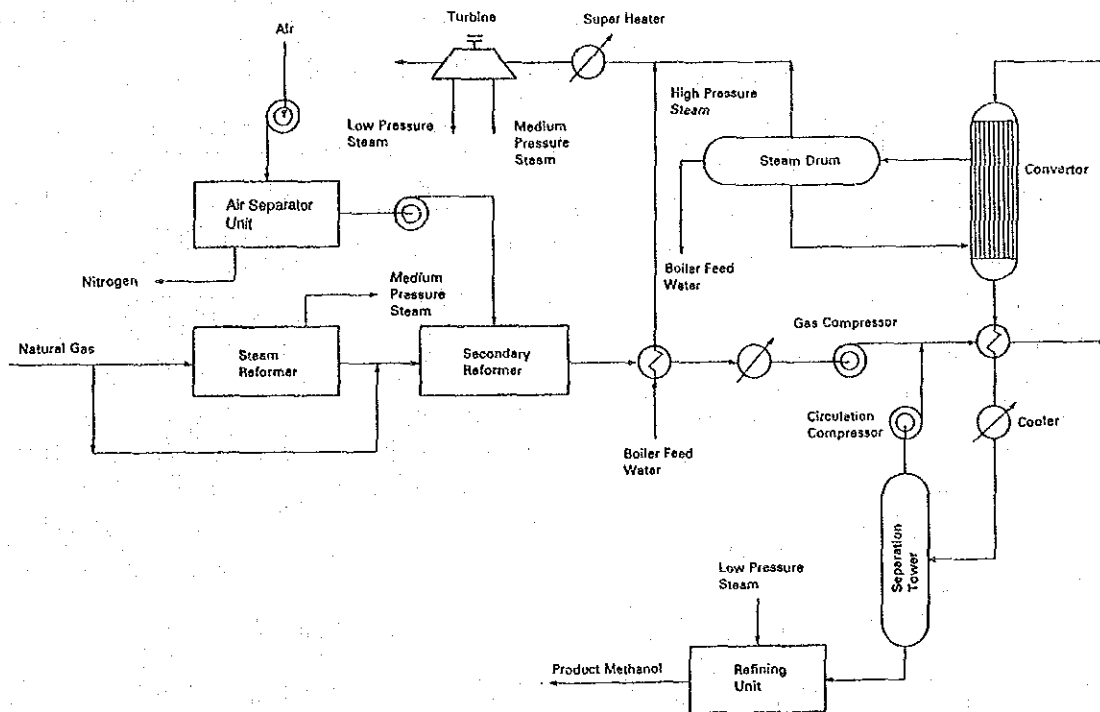 Turbine
Super Heater
Air
High Pressure
Steam
Low Pressure
Steam
Medium
Pressure
Steam
Steam Drum
Convertor
Air Separator
Unit
Nitrogen
Medium
Pressure
Steam
Boiler Feed
Water
Gas Compressor
Natural Gas
Steam
Reformer
Secondary
Reformer
Circulation
Compressor
Cooler
Boiler Feed
Water
Separation
Tower
Low Pressure
Steam
Product Methanol
Refining
Unit